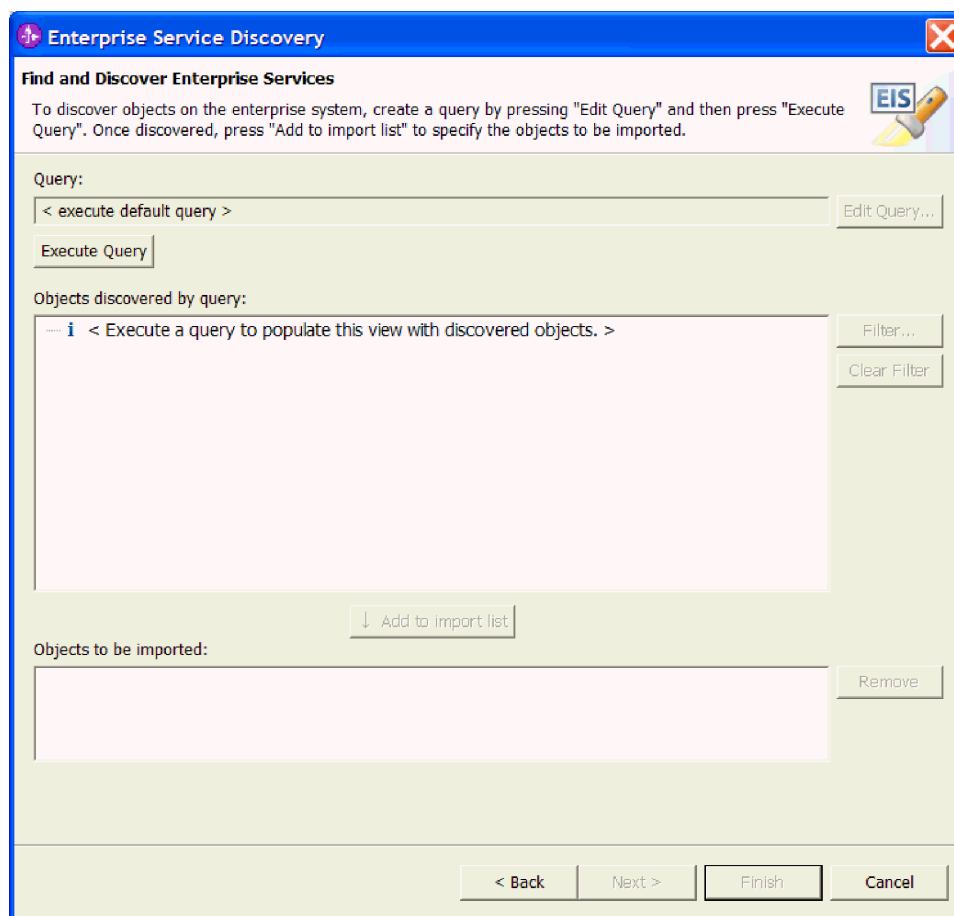 Enterprise Service Discovery
Find and Discover Enterprise Services
To discover objects on the enterprise system, create a query by pressing "Edit Query" and then press "Execute
Query". Once discovered, press "Add to import list" to specify the objects to be imported.
EIS
Query:
< execute default query >
Edit Query...
Execute Query
Objects discovered by query:
i < Execute a query to populate this view with discovered objects. >
Filter...
Clear Filter
↓ Add to import list
Objects to be imported:
Remove
< Back
Next >
Finish
Cancel